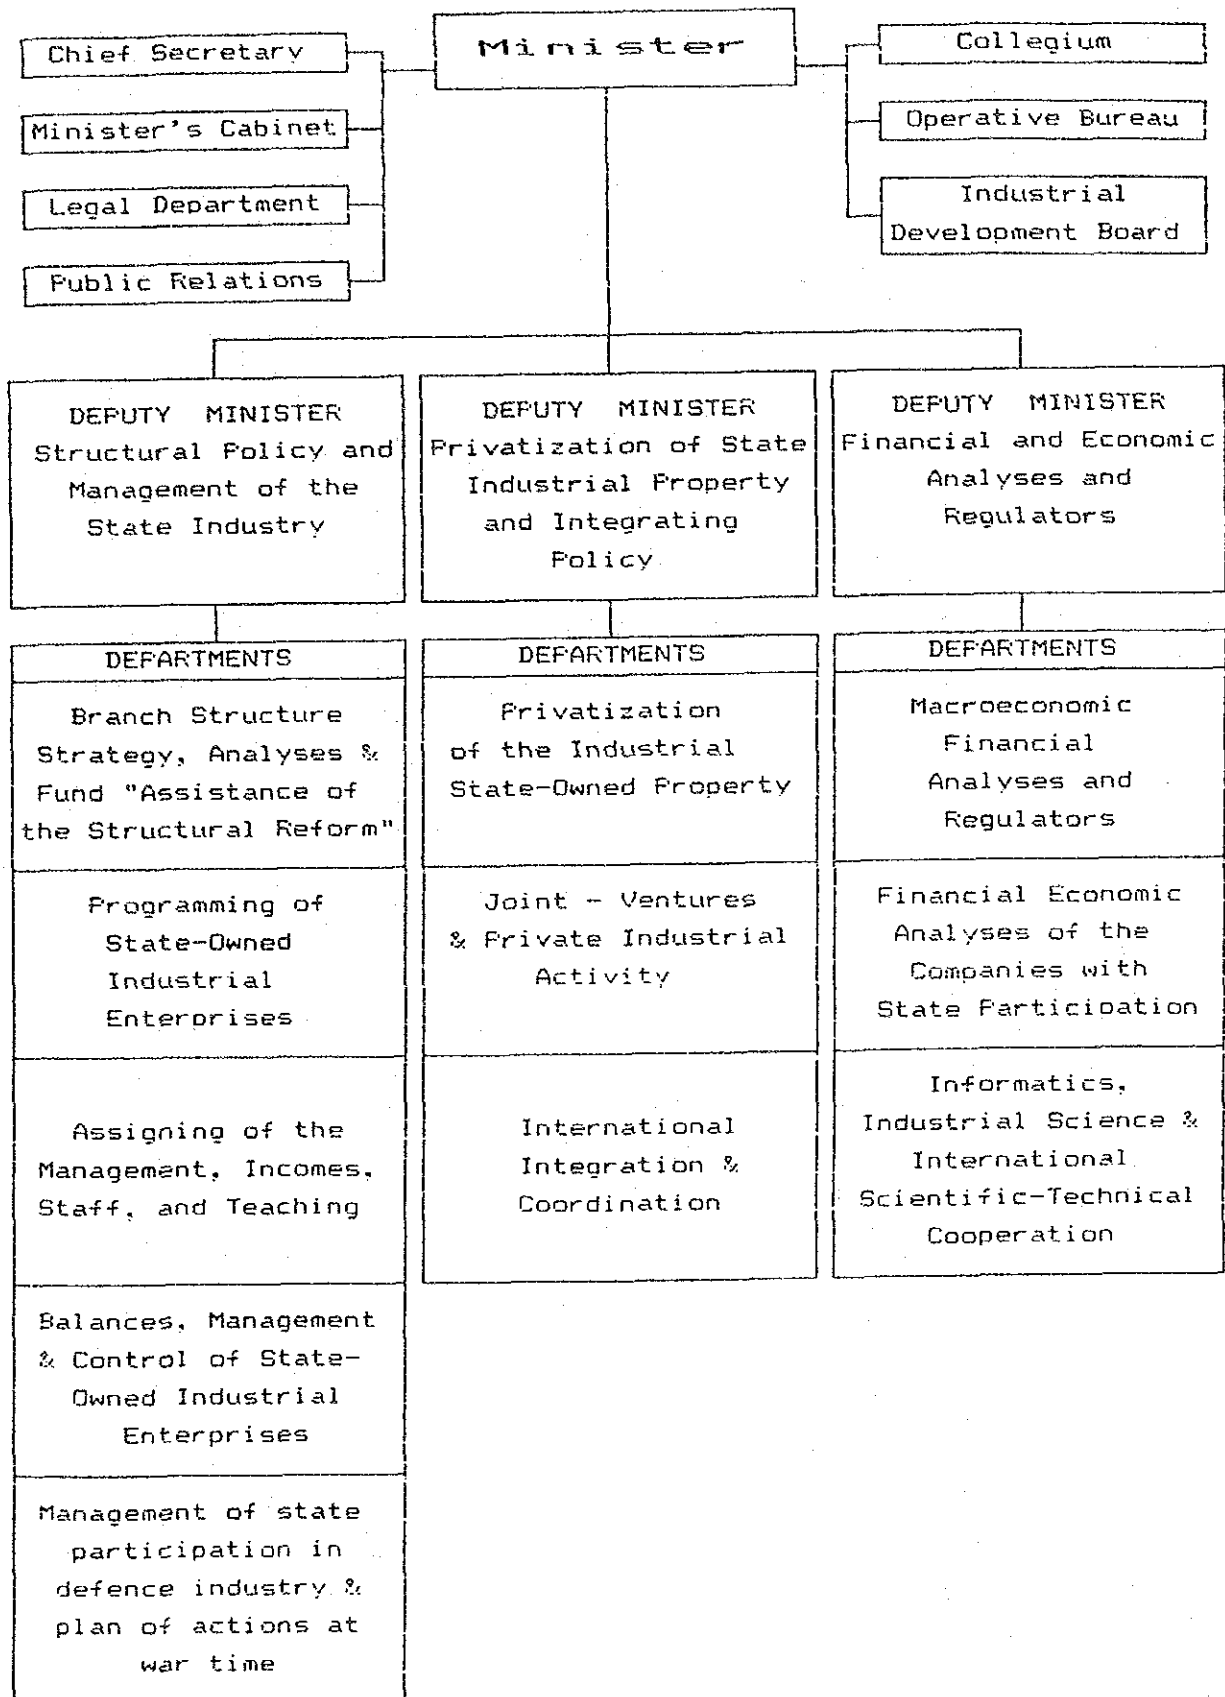 Minister
Chief Secretary
Minister's Cabinet
Legal Department
Public Relations
Collegium
Operative Bureau
Industrial
Development Board
DEPUTY MINISTER
Structural Policy and
Management of the
State Industry
DEPUTY MINISTER
Privatization of State
Industrial Property
and Integrating
Policy
DEPUTY MINISTER
Financial and Economic
Analyses and
Regulators
DEPARTMENTS
Branch Structure
Strategy, Analyses &
Fund "Assistance of
the Structural Reform"
Programming of
State-Owned
Industrial
Enterprises
Assigning of the
Management, Incomes,
Staff, and Teaching
Balances, Management
& Control of State-
Owned Industrial
Enterprises
Management of state
participation in
defence industry &
plan of actions at
war time
DEPARTMENTS
Privatization
of the Industrial
State-Owned Property
Joint - Ventures
& Private Industrial
Activity
International
Integration &
Coordination
DEPARTMENTS
Macroeconomic
Financial
Analyses and
Regulators
Financial Economic
Analyses of the
Companies with
State Participation
Informatics,
Industrial Science &
International
Scientific-Technical
Cooperation